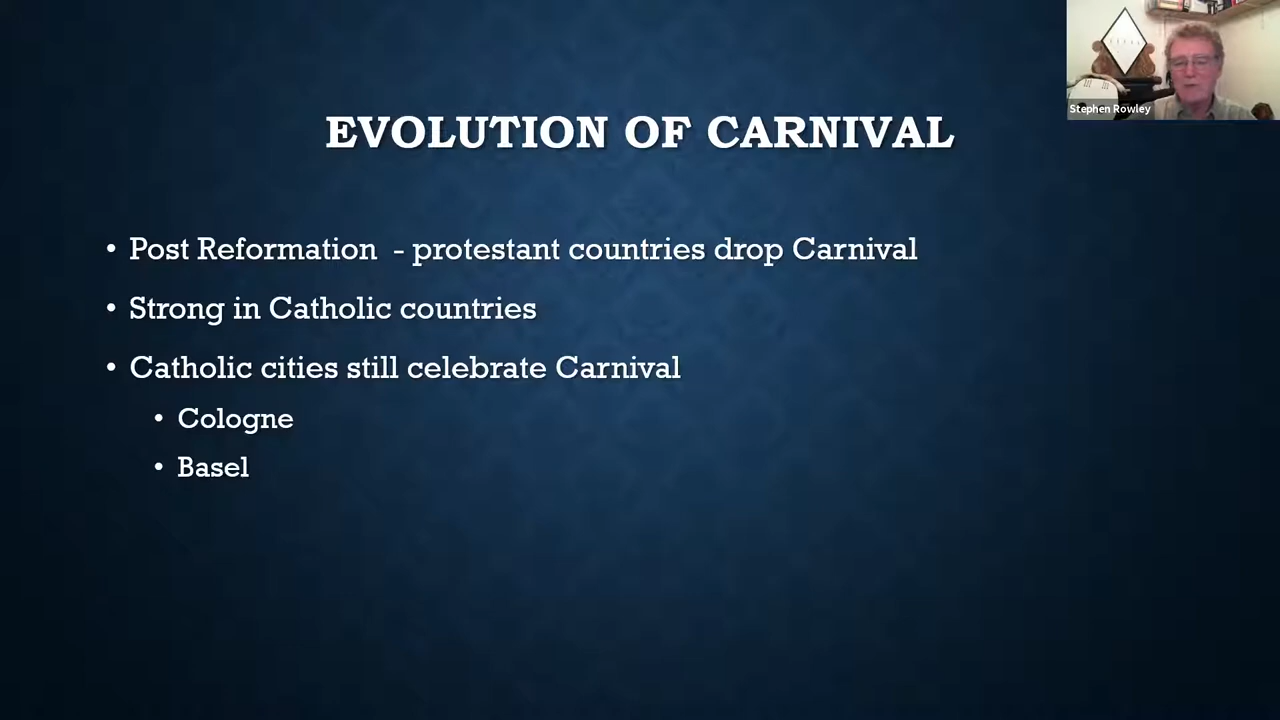 EVOLUTION OF CARNIVAL
• Post Reformation - protestant countries drop Carnival
• Strong in Catholic countries
• Catholic cities still celebrate Carnival
• Cologne
• Basel
Stephen Rowley